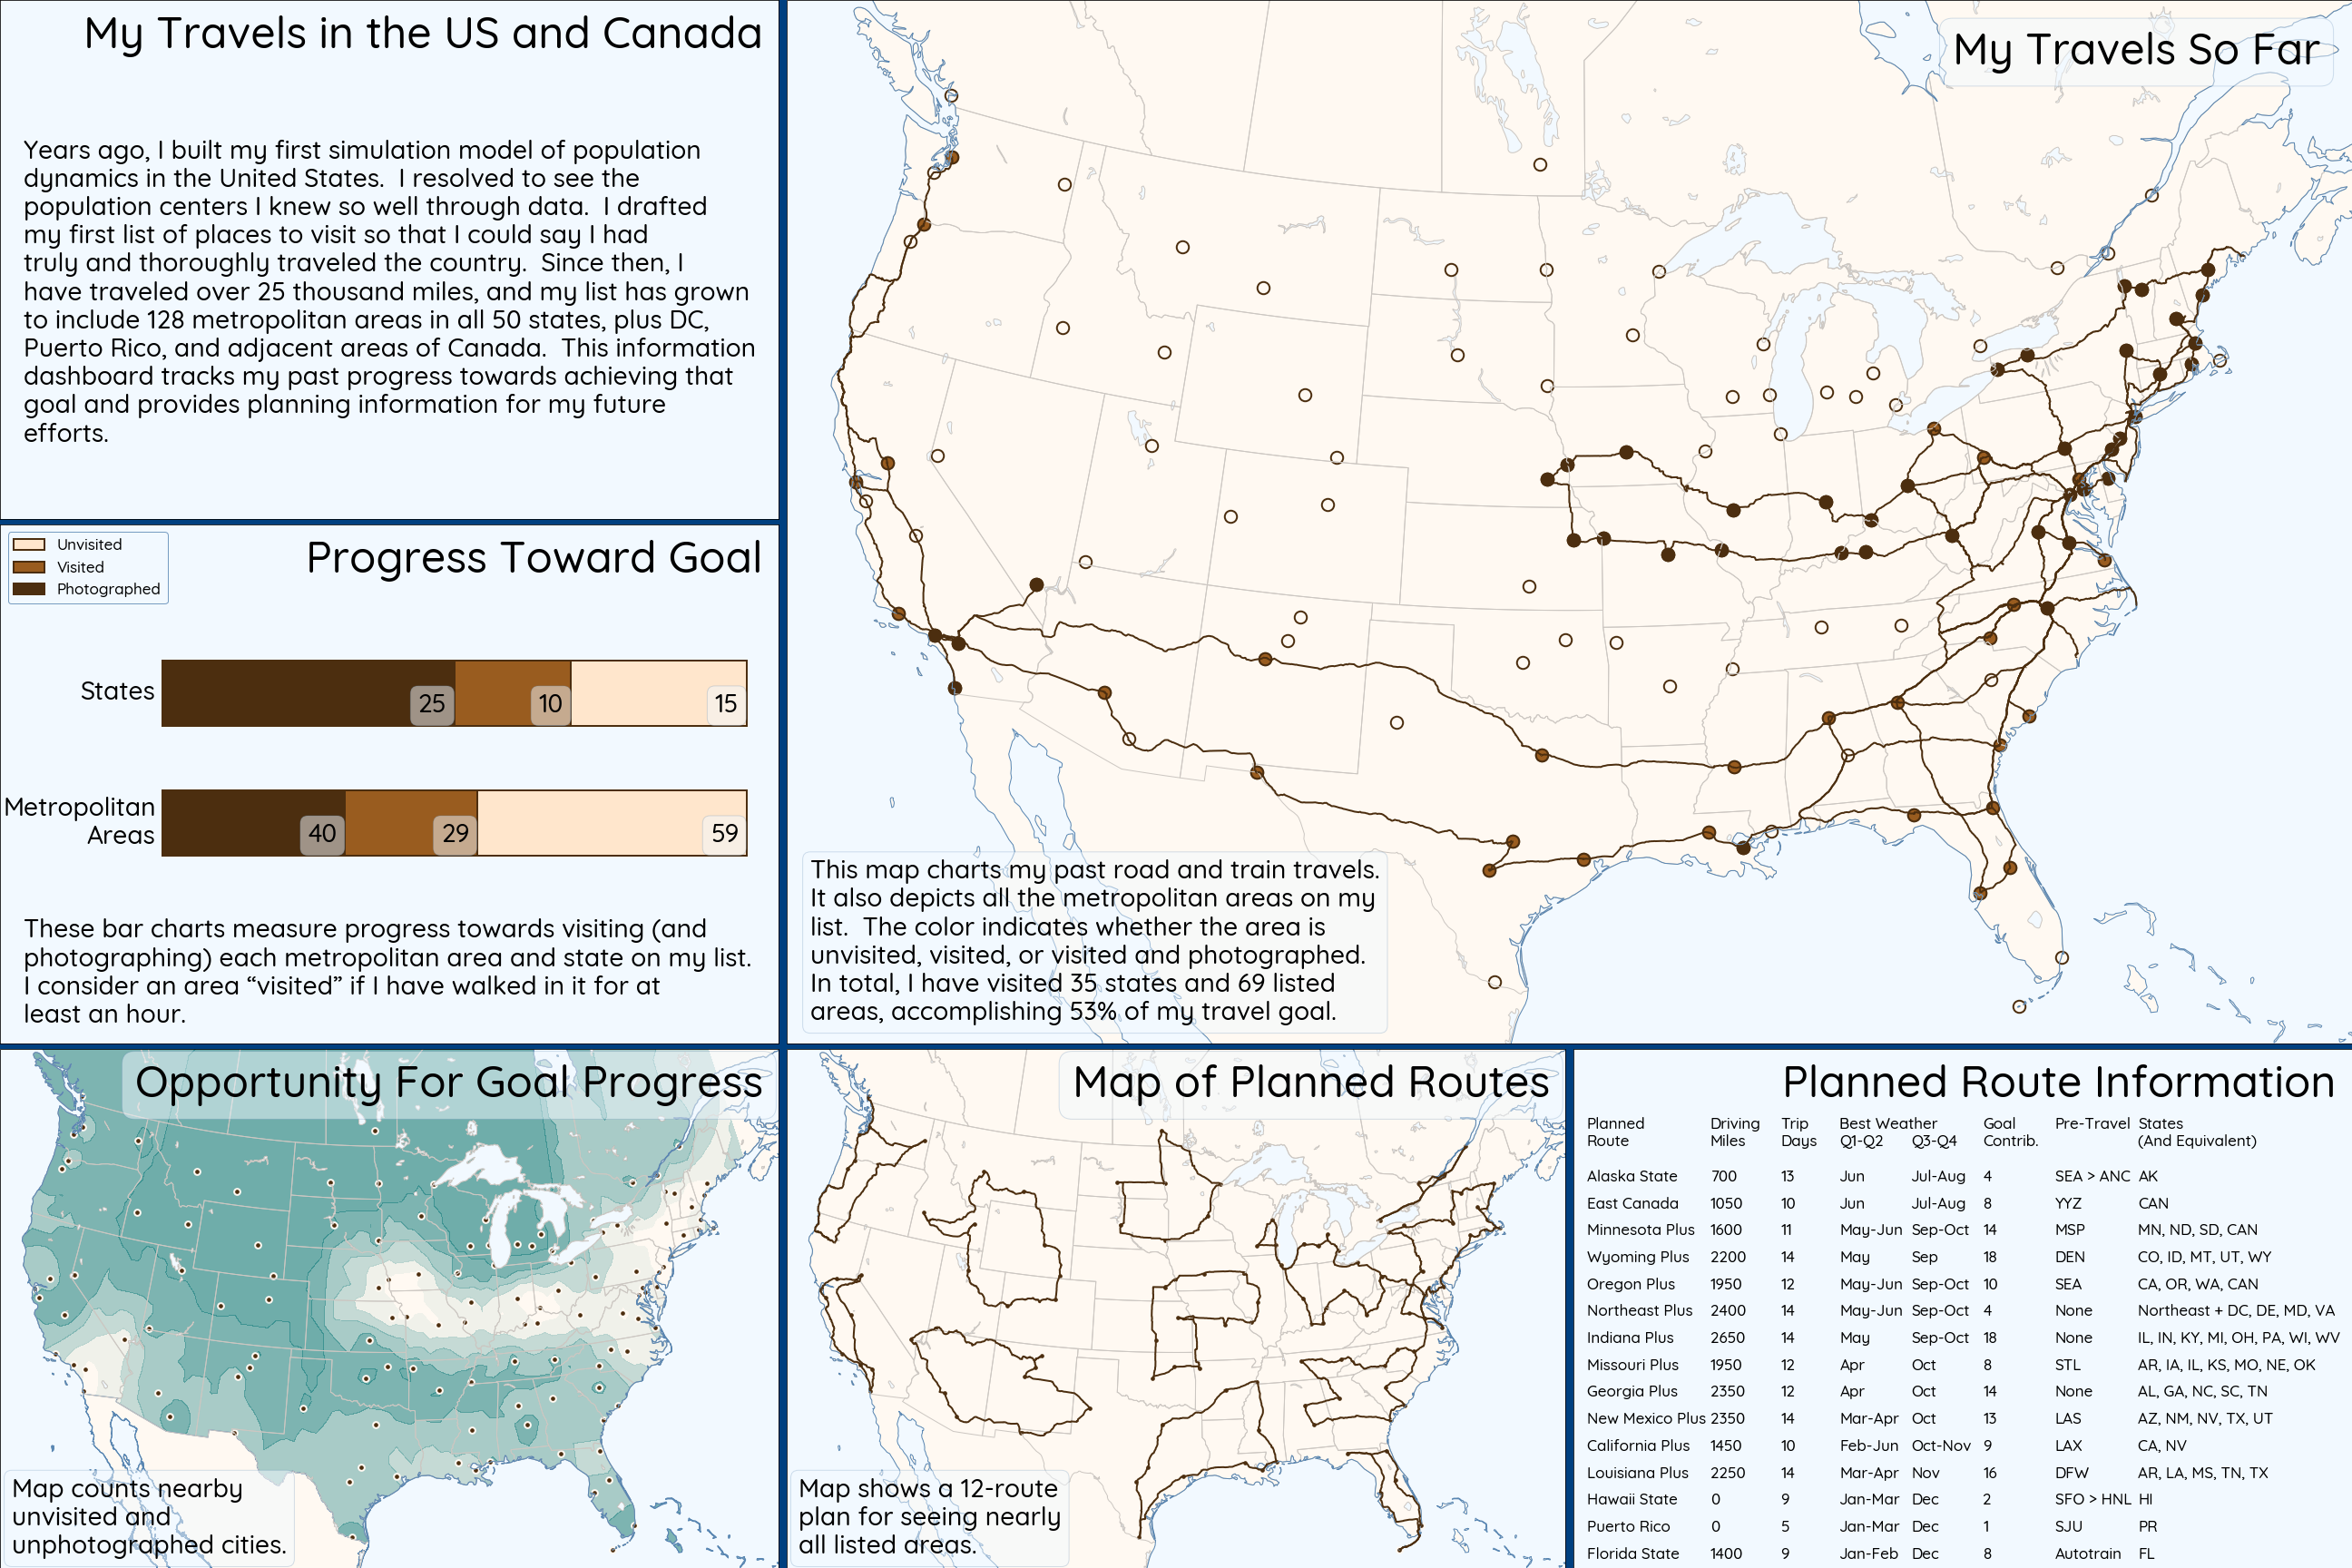 My Travels in the US and Canada
Years ago, I built my first simulation model of population
dynamics in the United States.  I resolved to see the
population centers I knew so well through data.  I drafted
my first list of places to visit so that I could say I had
truly and thoroughly traveled the country.  Since then, I
have traveled over 25 thousand miles, and my list has grown
to include 128 metropolitan areas in all 50 states, plus DC,
Puerto Rico, and adjacent areas of Canada.  This information
dashboard tracks my past progress towards achieving that
goal and provides planning information for my future
efforts.
Progress Toward Goal
Unvisited
Visited
Photographed
States
25 10 15
Metropolitan
Areas
40 29 59
These bar charts measure progress towards visiting (and
photographing) each metropolitan area and state on my list.
I consider an area “visited” if I have walked in it for at
least an hour.
My Travels So Far
This map charts my past road and train travels.
It also depicts all the metropolitan areas on my
list.  The color indicates whether the area is
unvisited, visited, or visited and photographed.
In total, I have visited 35 states and 69 listed
areas, accomplishing 53% of my travel goal.
Opportunity For Goal Progress
Map counts nearby
unvisited and
unphotographed cities.
Map of Planned Routes
Map shows a 12-route
plan for seeing nearly
all listed areas.
Planned Route Information
Planned Driving Trip Best Weather Goal Pre-Travel States
Route Miles Days Q1-Q2 Q3-Q4 Contrib. (And Equivalent)
Alaska State 700 13 Jun Jul-Aug 4 SEA > ANC AK
East Canada 1050 10 Jun Jul-Aug 8 YYZ CAN
Minnesota Plus 1600 11 May-Jun Sep-Oct 14 MSP MN, ND, SD, CAN
Wyoming Plus 2200 14 May Sep 18 DEN CO, ID, MT, UT, WY
Oregon Plus 1950 12 May-Jun Sep-Oct 10 SEA CA, OR, WA, CAN
Northeast Plus 2400 14 May-Jun Sep-Oct 4 None Northeast + DC, DE, MD, VA
Indiana Plus 2650 14 May Sep-Oct 18 None IL, IN, KY, MI, OH, PA, WI, WV
Missouri Plus 1950 12 Apr Oct 8 STL AR, IA, IL, KS, MO, NE, OK
Georgia Plus 2350 12 Apr Oct 14 None AL, GA, NC, SC, TN
New Mexico Plus 2350 14 Mar-Apr Oct 13 LAS AZ, NM, NV, TX, UT
California Plus 1450 10 Feb-Jun Oct-Nov 9 LAX CA, NV
Louisiana Plus 2250 14 Mar-Apr Nov 16 DFW AR, LA, MS, TN, TX
Hawaii State 0 9 Jan-Mar Dec 2 SFO > HNL HI
Puerto Rico 0 5 Jan-Mar Dec 1 SJU PR
Florida State 1400 9 Jan-Feb Dec 8 Autotrain FL